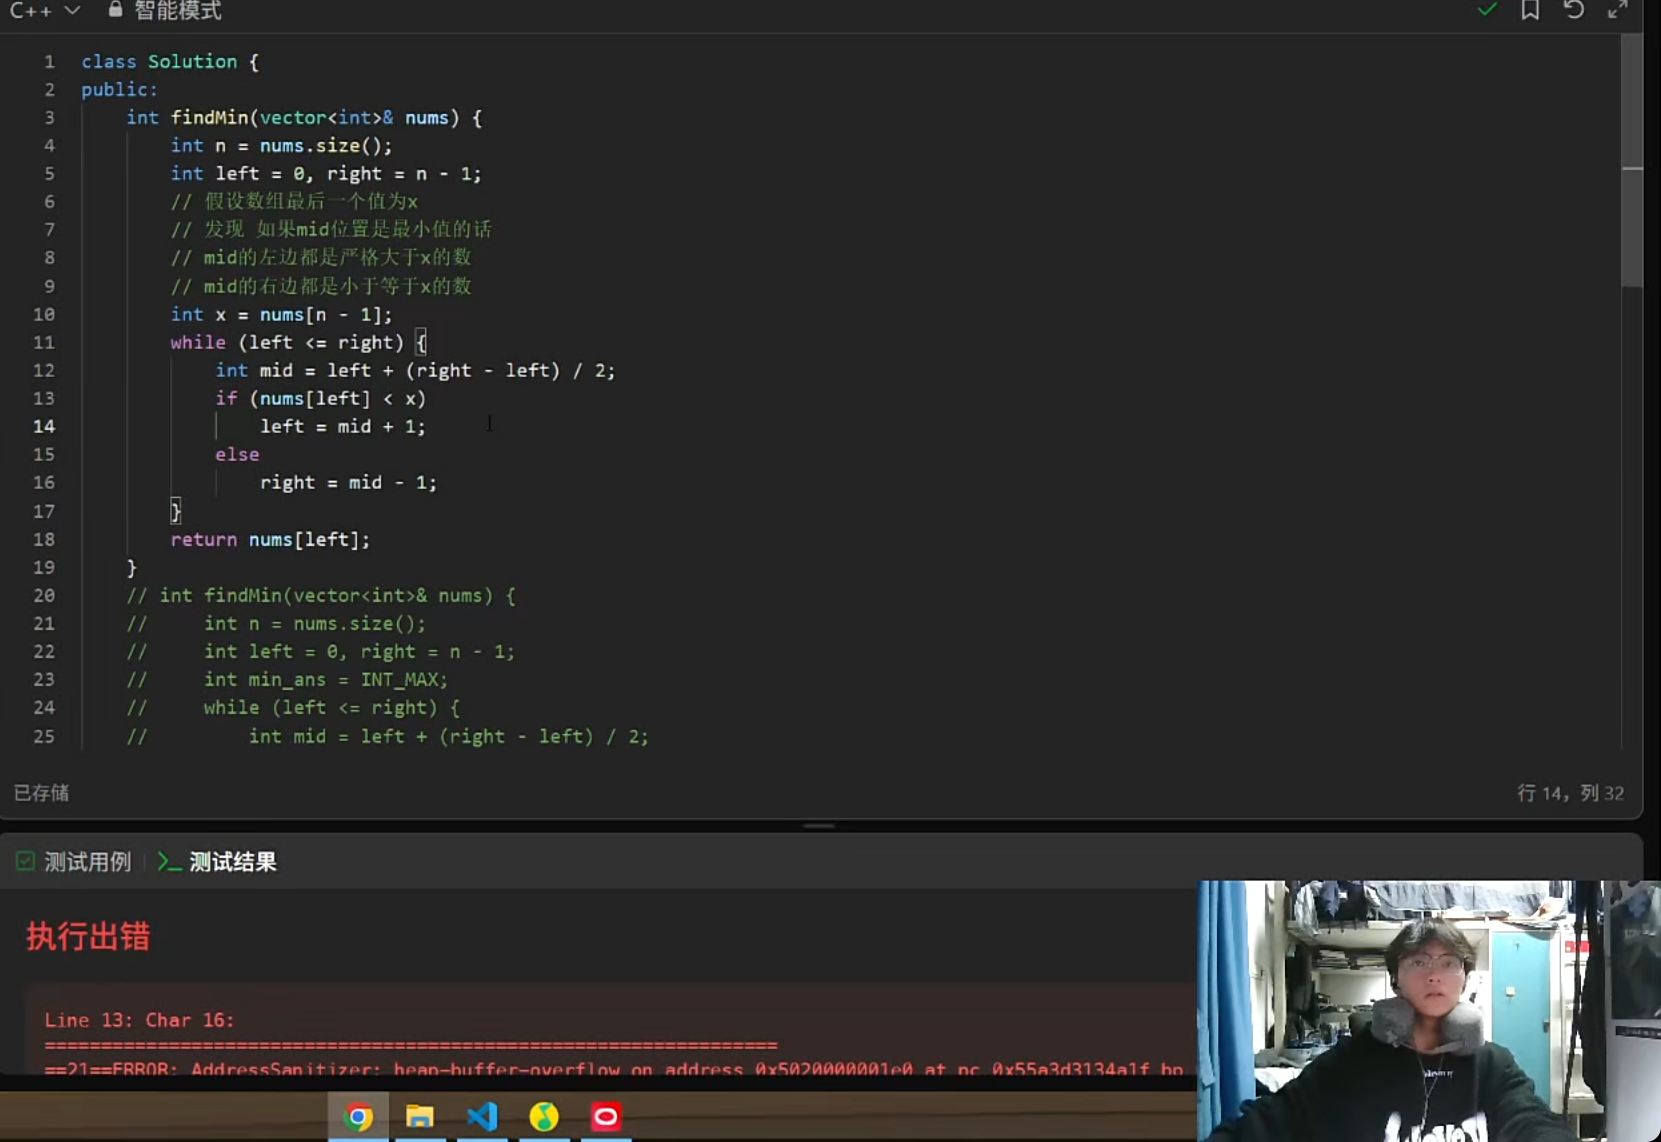 C++ 智能模式
1 class Solution {
2 public:
3 int findMin(vector<int>& nums) {
4 int n = nums.size();
5 int left = 0, right = n - 1;
6 // 假设数组最后一个值为x
7 // 发现 如果mid位置是最小值的话
8 // mid的左边都是严格大于x的数
9 // mid的右边都是小于等于x的数
10 int x = nums[n - 1];
11 while (left <= right) {
12 int mid = left + (right - left) / 2;
13 if (nums[left] < x)
14 left = mid + 1;
15 else
16 right = mid - 1;
17 }
18 return nums[left];
19 }
20 // int findMin(vector<int>& nums) {
21 // int n = nums.size();
22 // int left = 0, right = n - 1;
23 // int min_ans = INT_MAX;
24 // while (left <= right) {
25 // int mid = left + (right - left) / 2;
已存储 行 14，列 32
测试用例 >_ 测试结果
执行出错
Line 13: Char 16:
=================================================================
==21==ERROR: AddressSanitizer: heap-buffer-overflow on address 0x5020000001e0 at pc 0x55a3d3134a1f bp